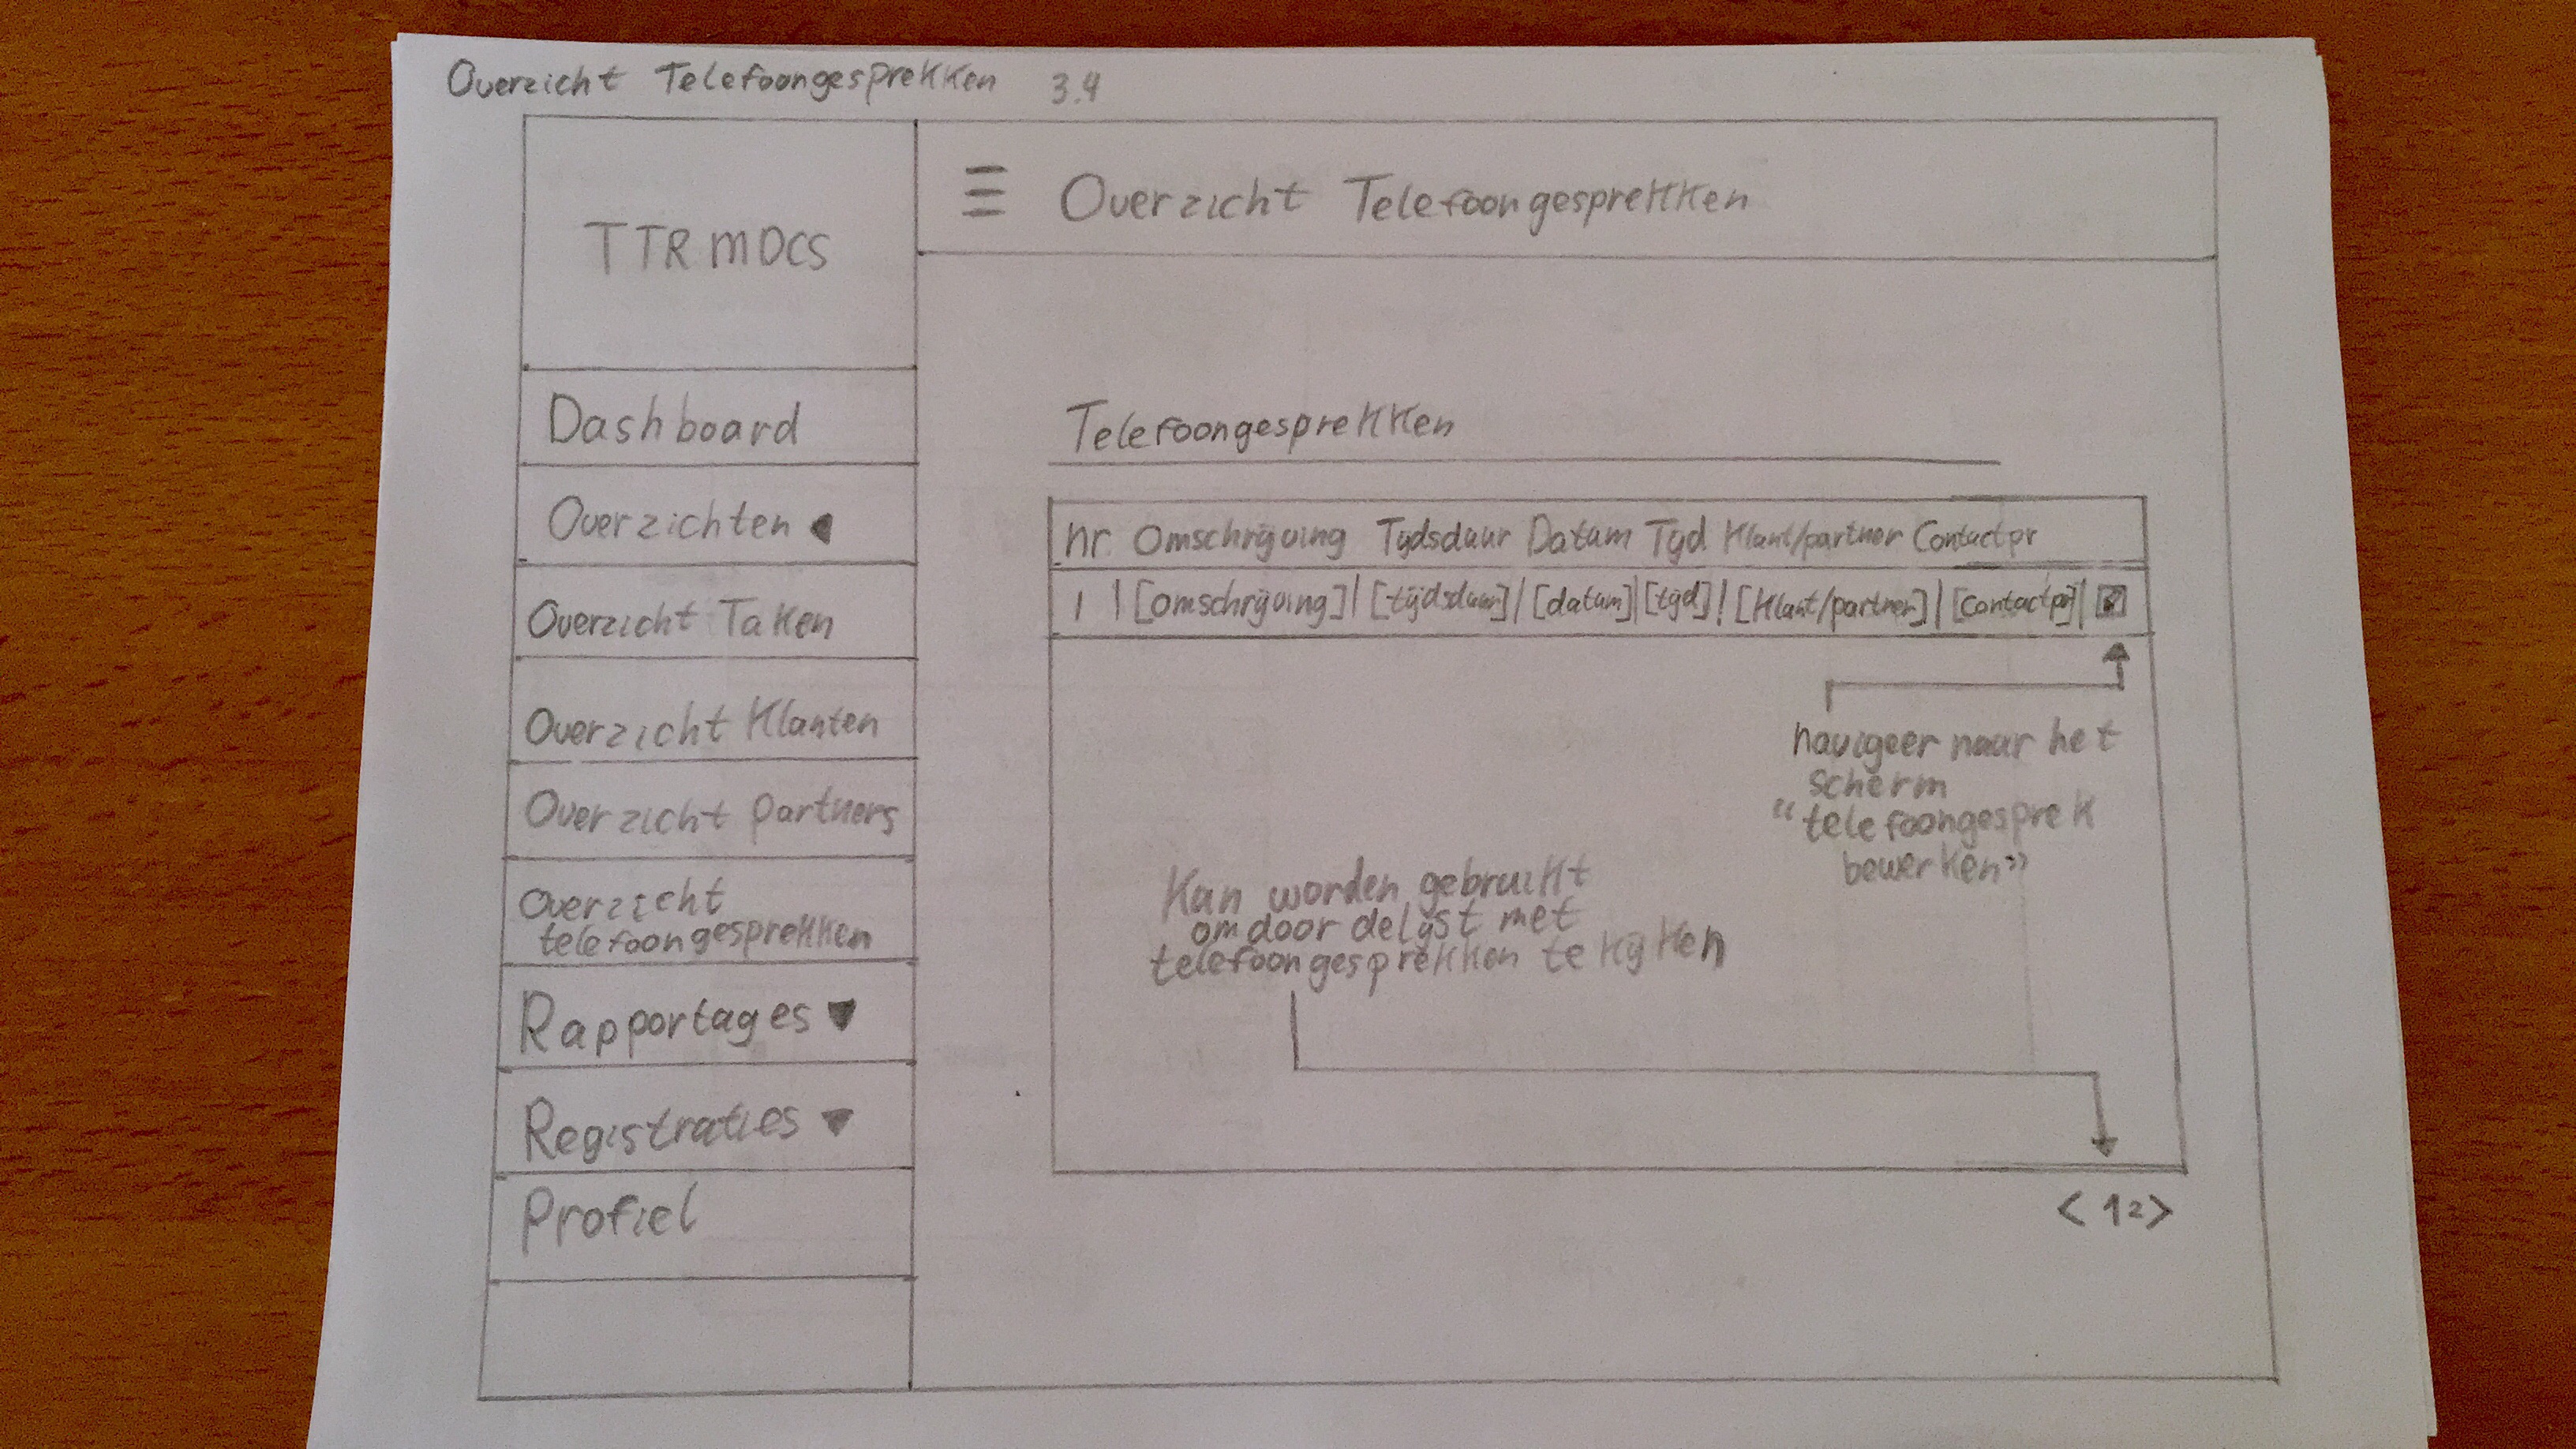 Overzicht Telefoongesprekken 3.4
TTRMDCS
☰ Overzicht Telefoongesprekken
Dashboard
Overzichten ◀
Overzicht Taken
Overzicht Klanten
Overzicht partners
Overzicht
telefoongesprekken
Rapportages ▼
Registraties ▼
Profiel
Telefoongesprekken
nr. Omschrijving Tijdsduur Datum Tijd Klant/partner Contactpr
1 | [omschrijving] | [tijdsduur] | [datum] | [tijd] | [Klant/partner] | [contactpr] |
navigeer naar het
scherm
“telefoongesprek
bewerken”
Kan worden gebruikt
om door de lijst met
telefoongesprekken te kijken
< 1 2 >